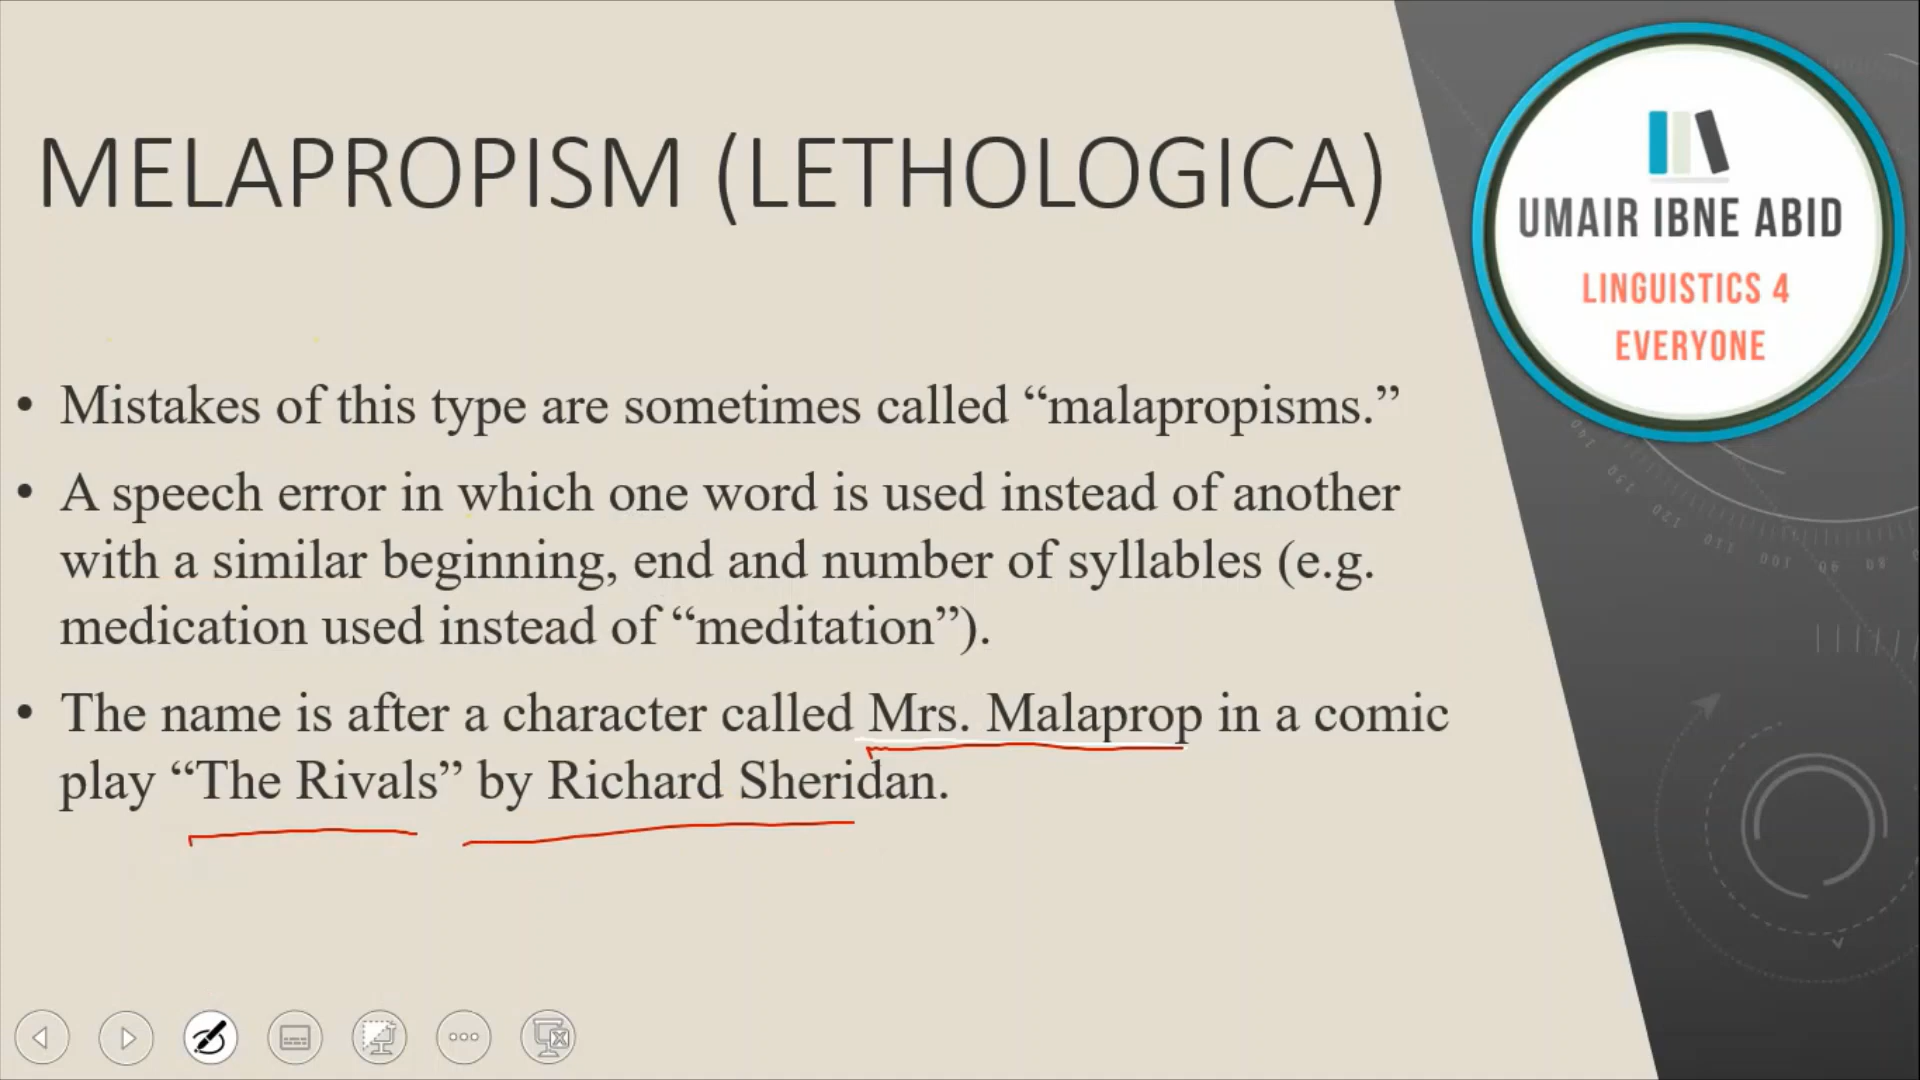 MELAPROPISM (LETHOLOGICA)
• Mistakes of this type are sometimes called “malapropisms.”
• A speech error in which one word is used instead of another
with a similar beginning, end and number of syllables (e.g.
medication used instead of “meditation”).
• The name is after a character called Mrs. Malaprop in a comic
play “The Rivals” by Richard Sheridan.
UMAIR IBNE ABID
LINGUISTICS 4
EVERYONE